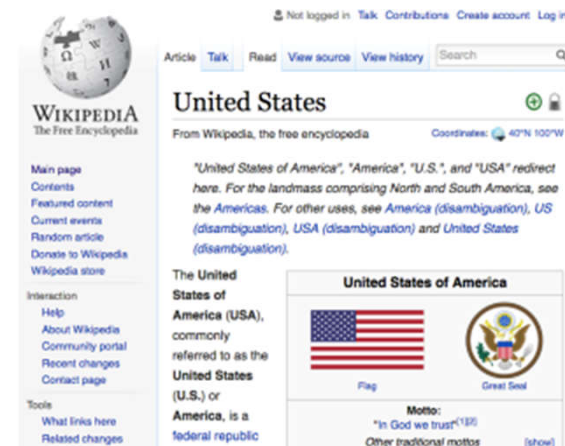 Not logged in Talk Contributions Create account Log in
Article Talk Read View source View history Search
WIKIPEDIA
The Free Encyclopedia
United States
From Wikipedia, the free encyclopedia
Coordinates: 40°N 100°W
Main page
Contents
Featured content
Current events
Random article
Donate to Wikipedia
Wikipedia store
Interaction
Help
About Wikipedia
Community portal
Recent changes
Contact page
Tools
What links here
Related changes
"United States of America", "America", "U.S.", and "USA" redirect
here. For the landmass comprising North and South America, see
the Americas. For other uses, see America (disambiguation), US
(disambiguation), USA (disambiguation) and United States
(disambiguation).
The United
States of
America (USA),
commonly
referred to as the
United States
(U.S.) or
America, is a
federal republic
United States of America
Flag
Great Seal
Motto:
"In God we trust"[1][2]
Other traditional mottos [show]